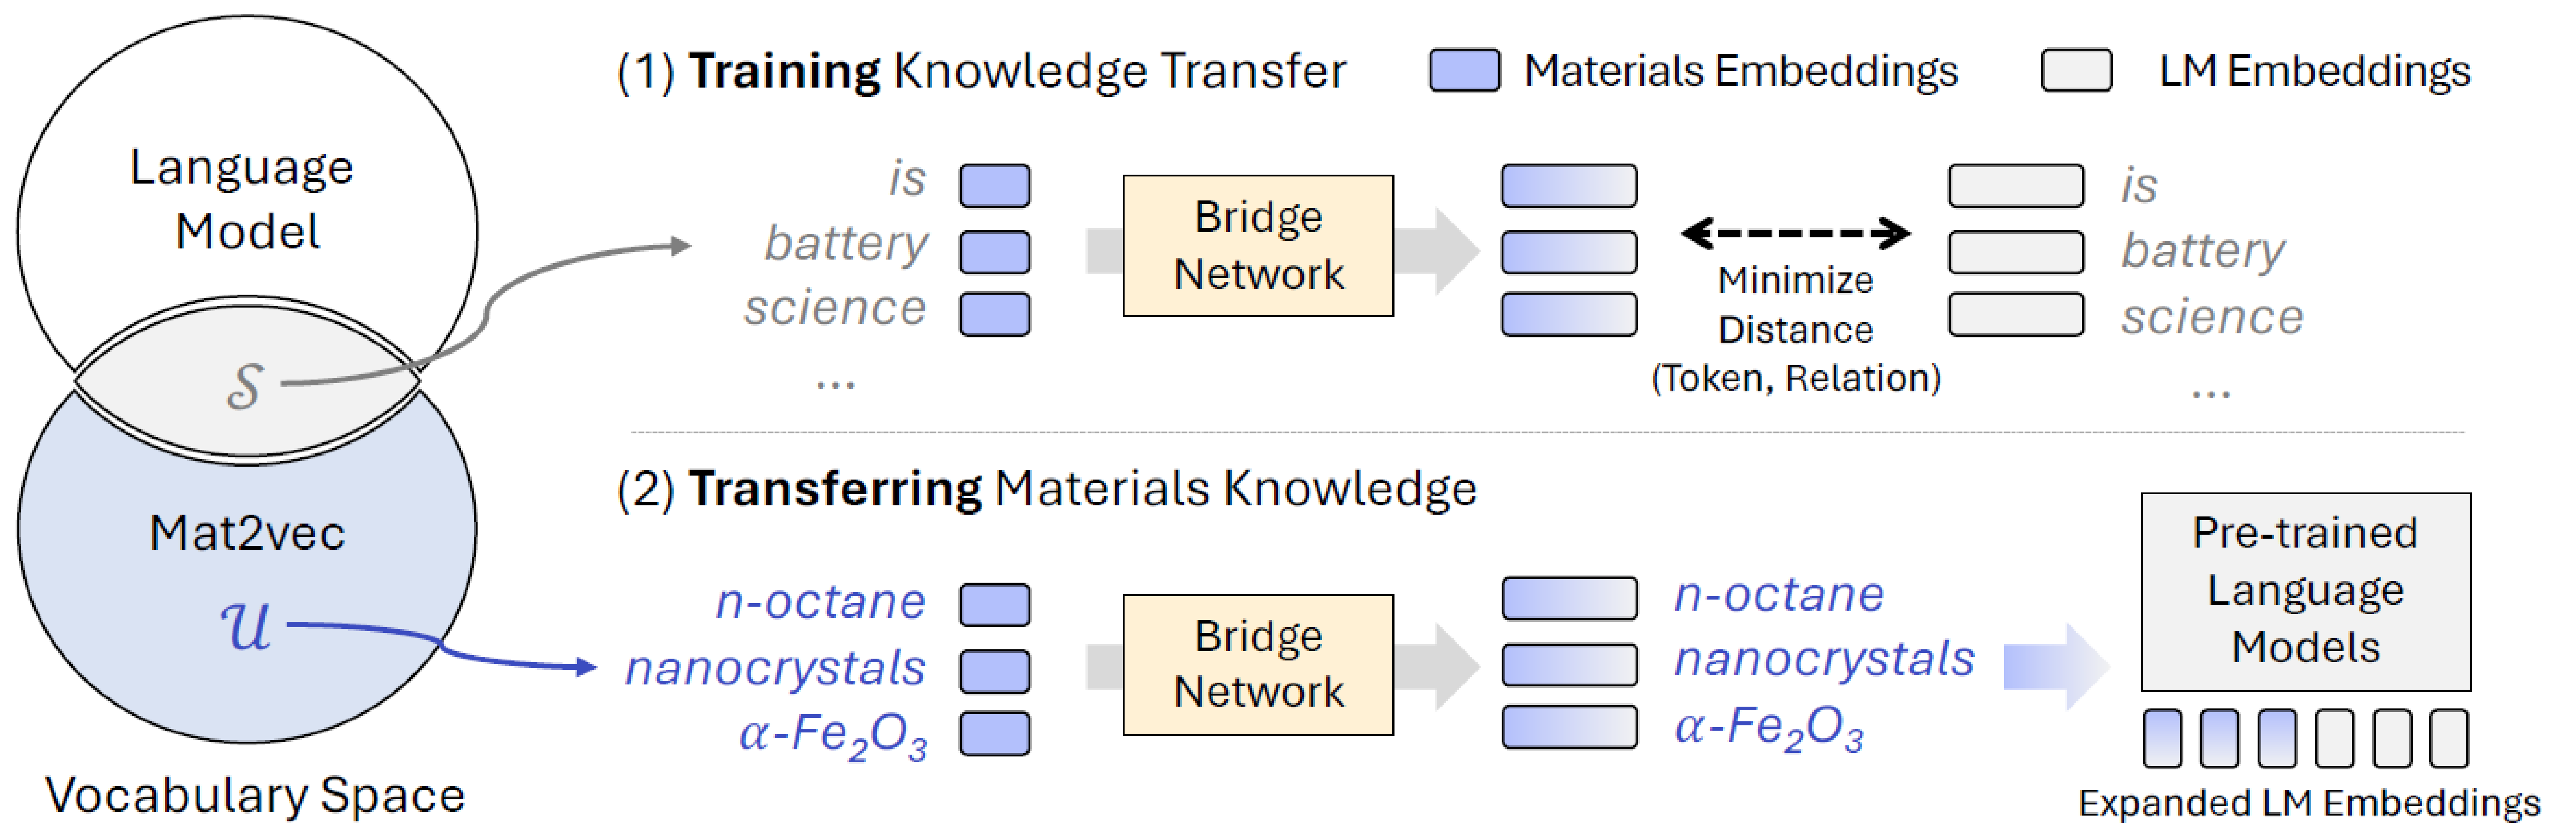 Language
Model
𝒮
Mat2vec
𝒰
Vocabulary Space
(1) Training Knowledge Transfer
Materials Embeddings
LM Embeddings
is
battery
science
...
Bridge
Network
Minimize
Distance
(Token, Relation)
is
battery
science
...
(2) Transferring Materials Knowledge
n-octane
nanocrystals
α-Fe₂O₃
Bridge
Network
n-octane
nanocrystals
α-Fe₂O₃
Pre-trained
Language
Models
Expanded LM Embeddings